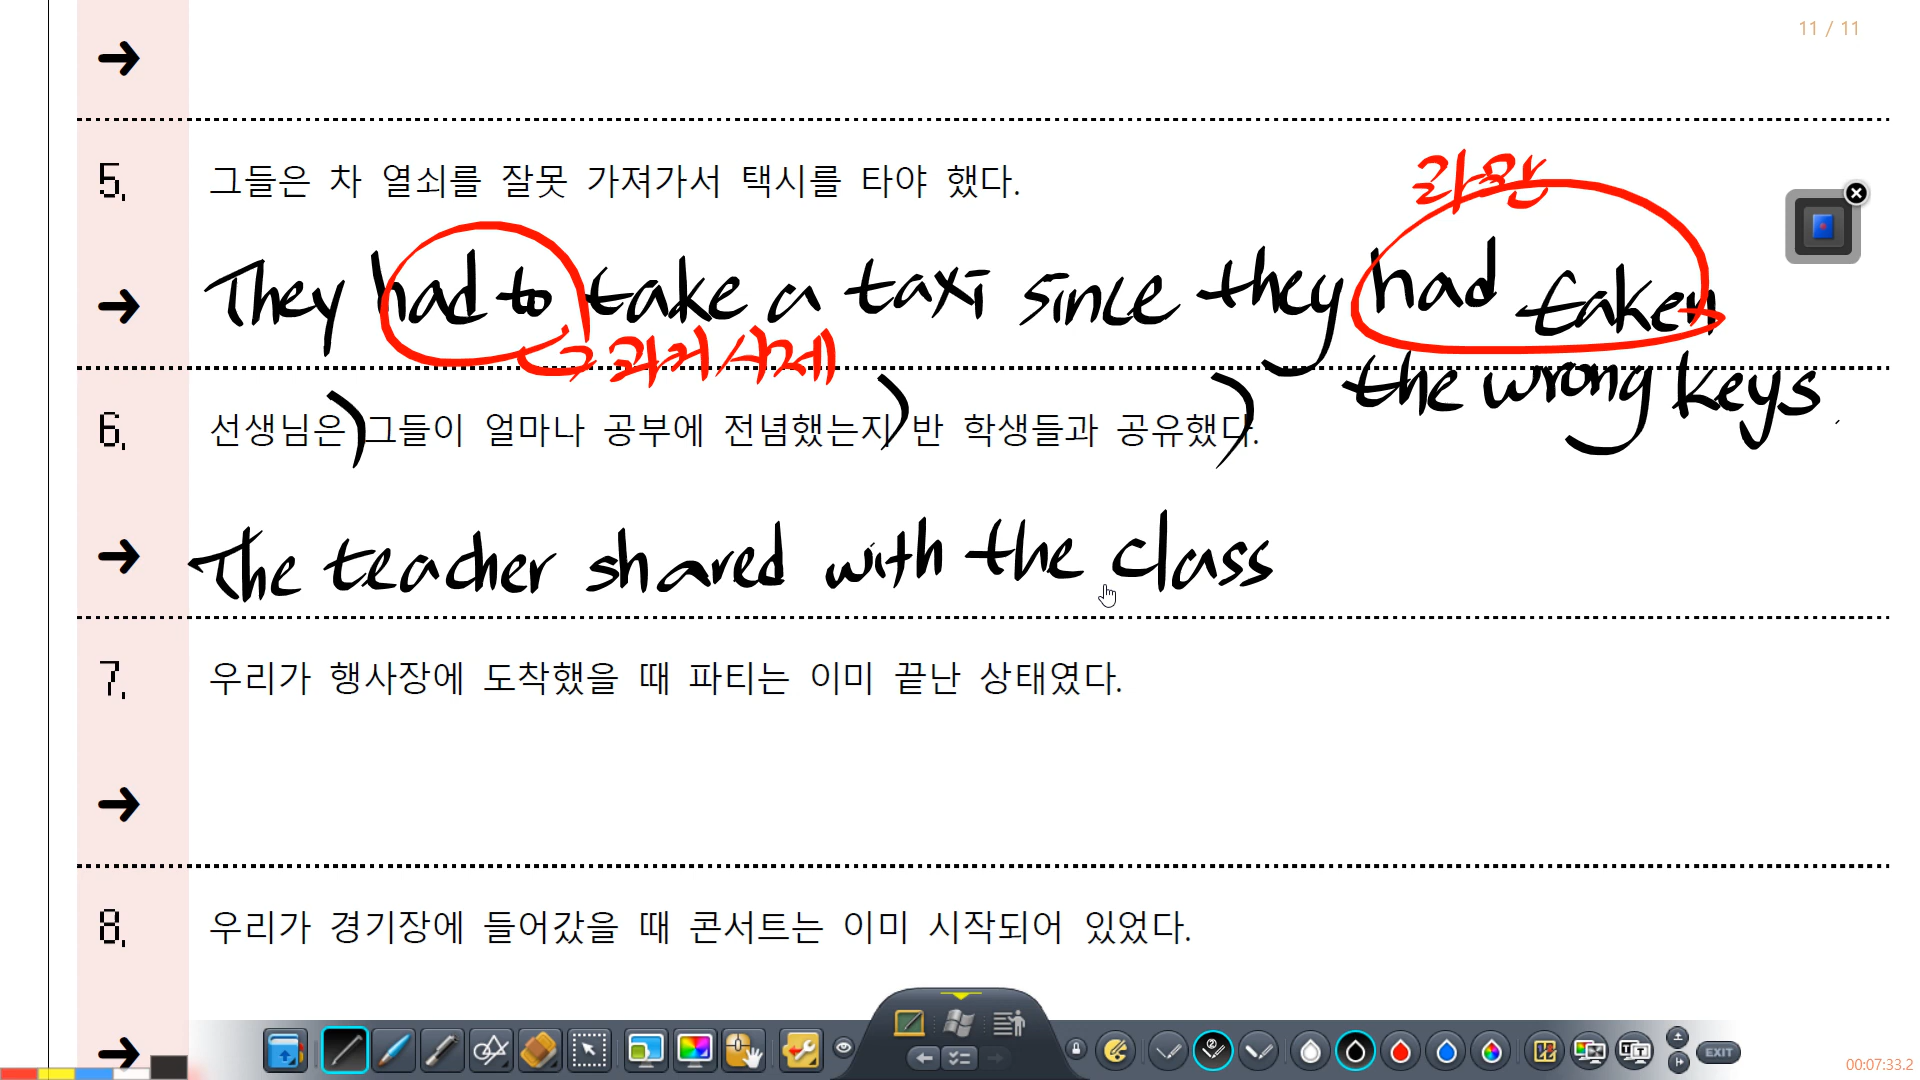 11 / 11
5. 그들은 차 열쇠를 잘못 가져가서 택시를 타야 했다.
과완
They had to take a taxi since they had taken
과거시제
the wrong keys.
6. 선생님은 그들이 얼마나 공부에 전념했는지 반 학생들과 공유했다.
The teacher shared with the class
7. 우리가 행사장에 도착했을 때 파티는 이미 끝난 상태였다.
8. 우리가 경기장에 들어갔을 때 콘서트는 이미 시작되어 있었다.
EXIT
00:07:33.2